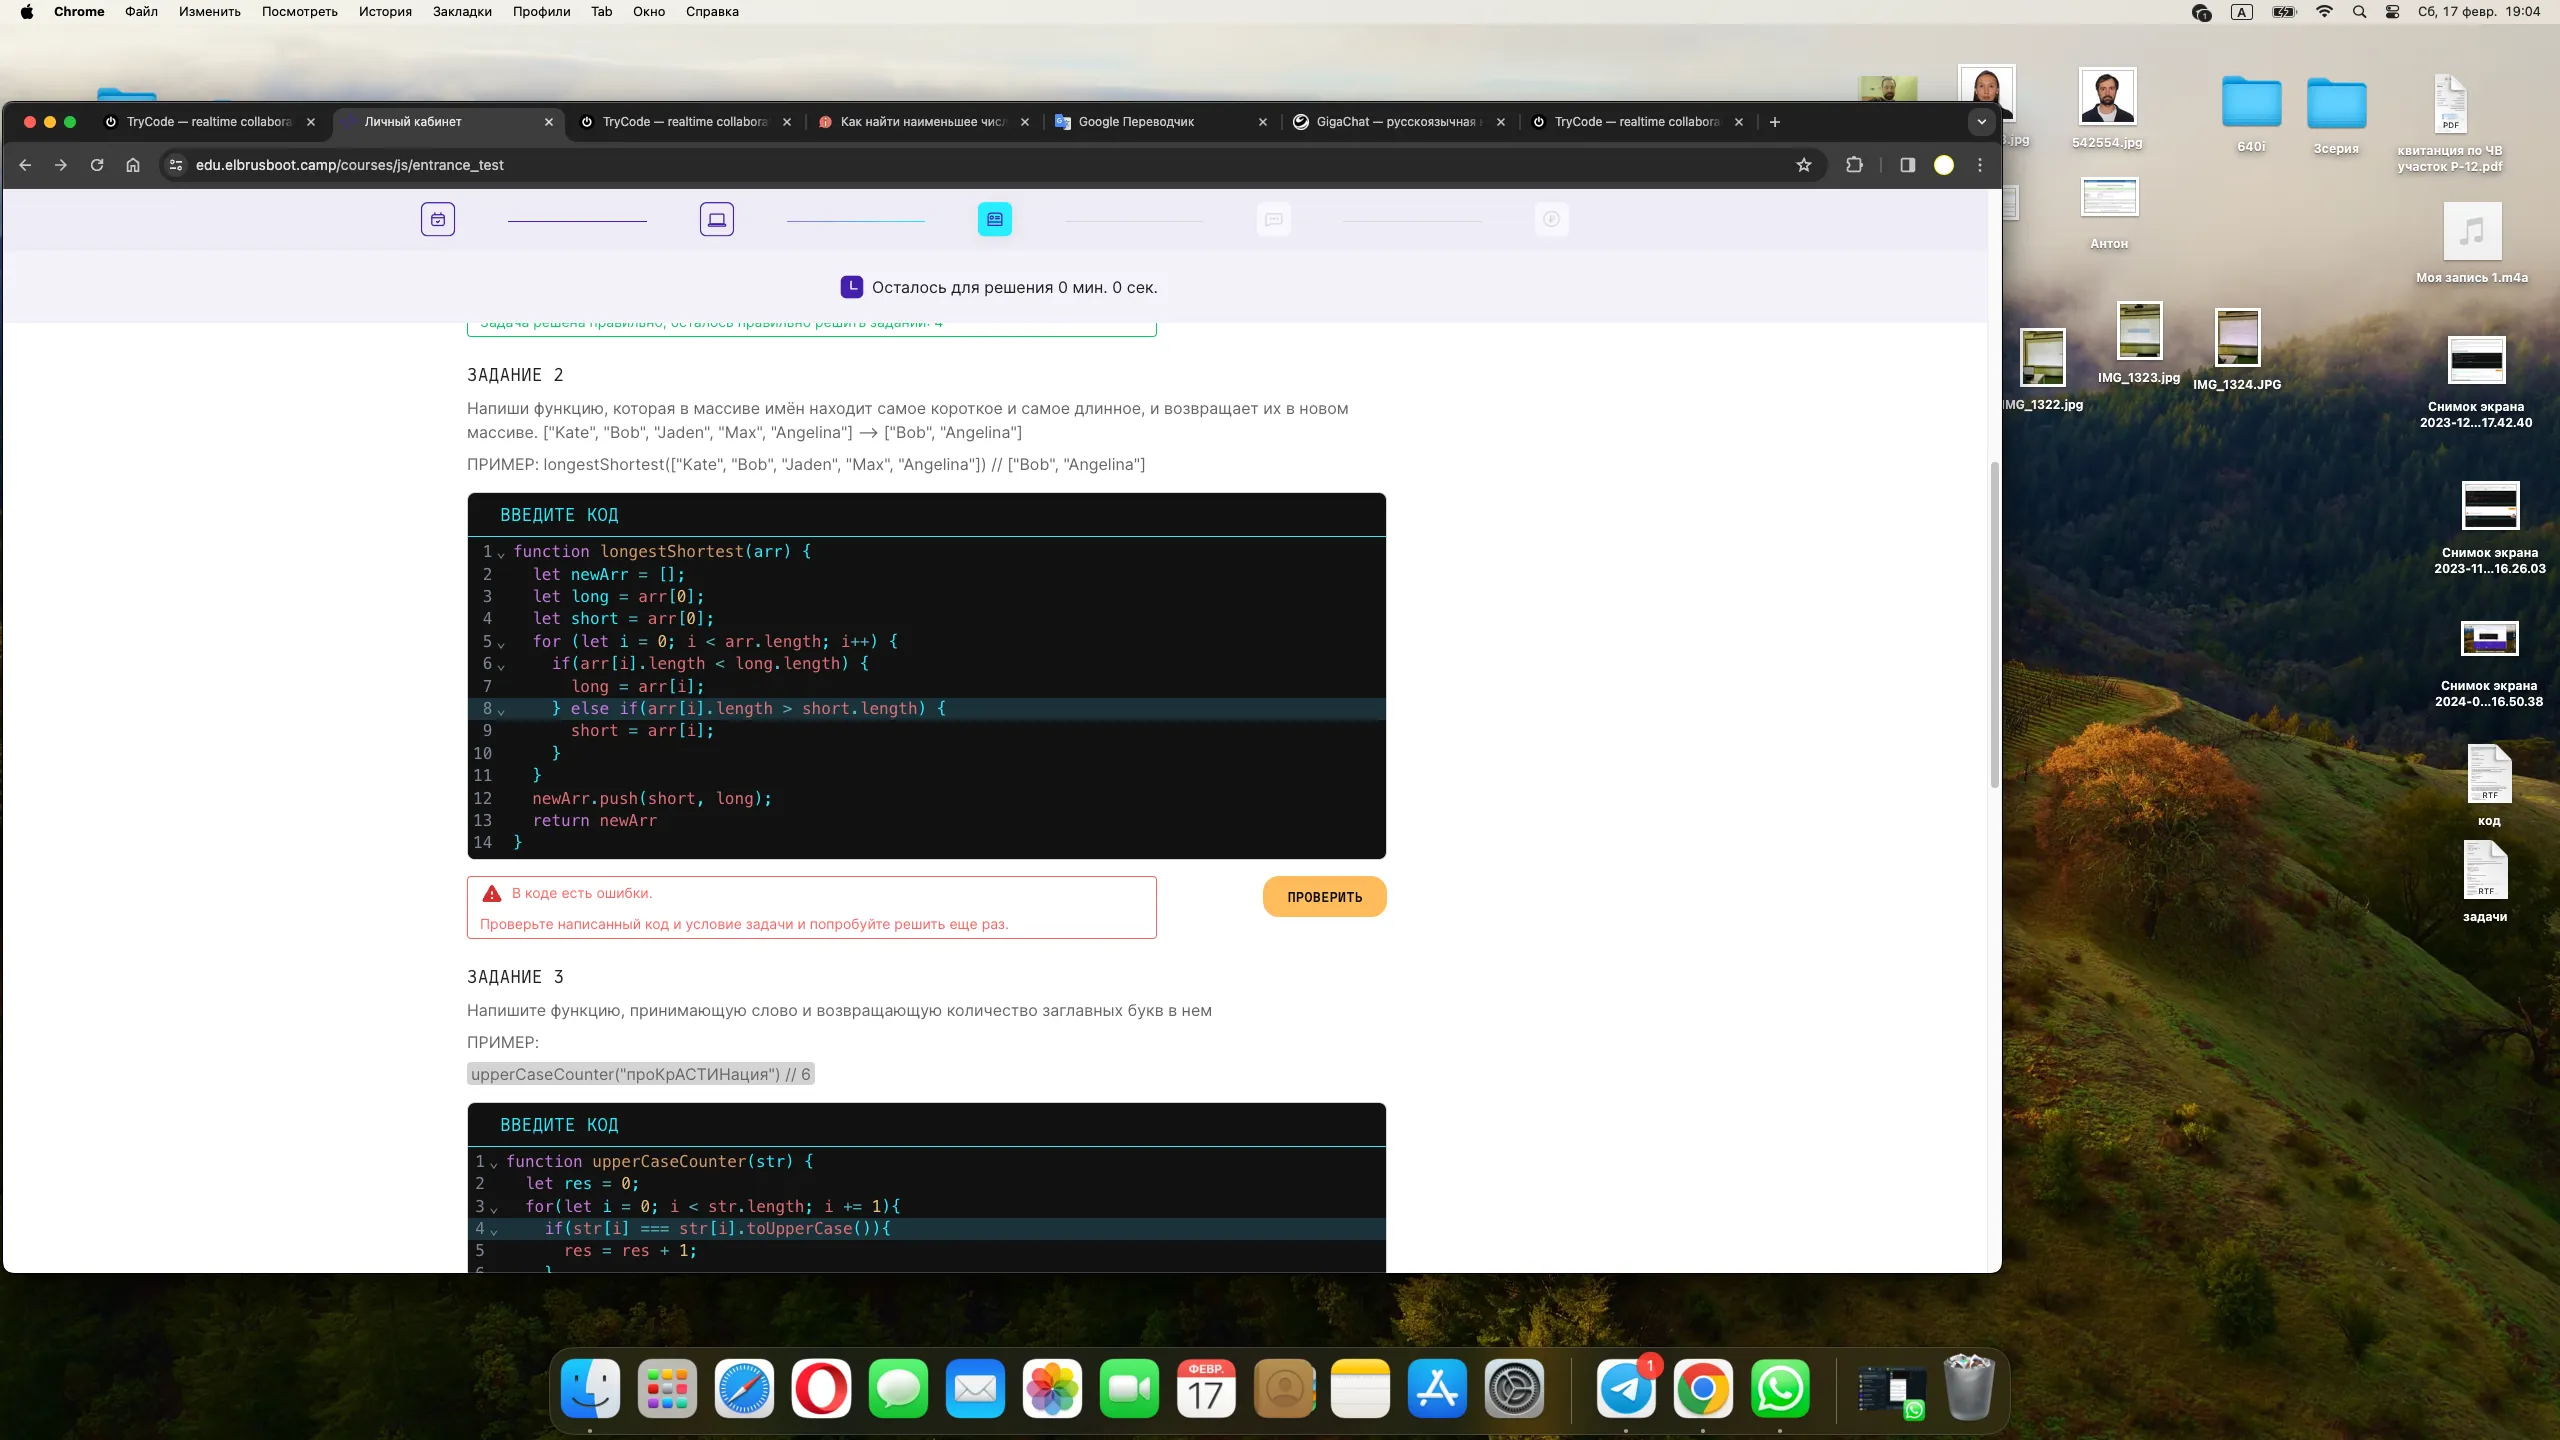 Chrome Файл Изменить Посмотреть История Закладки Профили Tab Окно Справка
A Сб, 17 февр. 19:04
TryCode — realtime collabora Личный кабинет TryCode — realtime collabora Как найти наименьшее чис Google Переводчик GigaChat — русскоязычная TryCode — realtime collabora
edu.elbrusboot.camp/courses/js/entrance_test
Осталось для решения 0 мин. 0 сек.
Задача решена правильно, осталось правильно решить заданий: 4
ЗАДАНИЕ 2
Напиши функцию, которая в массиве имён находит самое короткое и самое длинное, и возвращает их в новом
массиве. ["Kate", "Bob", "Jaden", "Max", "Angelina"] —> ["Bob", "Angelina"]
ПРИМЕР: longestShortest(["Kate", "Bob", "Jaden", "Max", "Angelina"]) // ["Bob", "Angelina"]
ВВЕДИТЕ КОД
1 function longestShortest(arr) {
2 let newArr = [];
3 let long = arr[0];
4 let short = arr[0];
5 for (let i = 0; i < arr.length; i++) {
6 if(arr[i].length < long.length) {
7 long = arr[i];
8 } else if(arr[i].length > short.length) {
9 short = arr[i];
10 }
11 }
12 newArr.push(short, long);
13 return newArr
14 }
В коде есть ошибки.
Проверьте написанный код и условие задачи и попробуйте решить еще раз.
ПРОВЕРИТЬ
ЗАДАНИЕ 3
Напишите функцию, принимающую слово и возвращающую количество заглавных букв в нем
ПРИМЕР:
upperCaseCounter("проКрАСТИНация") // 6
ВВЕДИТЕ КОД
1 function upperCaseCounter(str) {
2 let res = 0;
3 for(let i = 0; i < str.length; i += 1){
4 if(str[i] === str[i].toUpperCase()){
5 res = res + 1;
6 }
.jpg
542554.jpg
640i
3серия
PDF
квитанция по ЧВ
участок Р-12.pdf
Антон
Моя запись 1.m4a
IMG_1322.jpg
IMG_1323.jpg
IMG_1324.JPG
Снимок экрана
2023-12...17.42.40
Снимок экрана
2023-11...16.26.03
Снимок экрана
2024-0...16.50.38
RTF
код
RTF
задачи
ФЕВР.
17
1